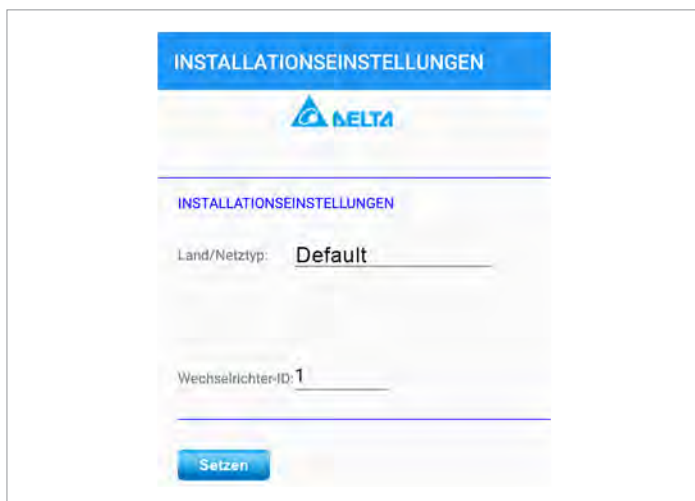 INSTALLATIONSEINSTELLUNGEN
DELTA
INSTALLATIONSEINSTELLUNGEN
Land/Netztyp: Default
Wechselrichter-ID: 1
Setzen